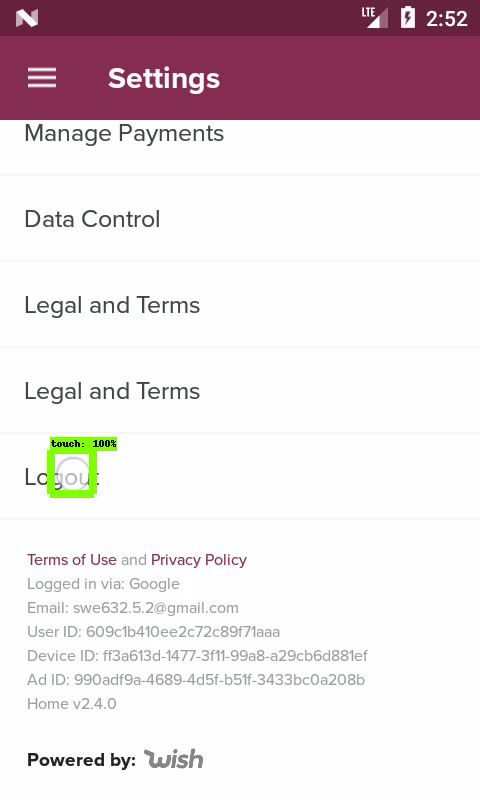 LTE 2:52
Settings
Manage Payments
Data Control
Legal and Terms
Legal and Terms
touch: 100%
Logout
Terms of Use and Privacy Policy
Logged in via: Google
Email: swe632.5.2@gmail.com
User ID: 609c1b410ee2c72c89f71aaa
Device ID: ff3a613d-1477-3f11-99a8-a29cb6d881ef
Ad ID: 990adf9a-4689-4d5f-b51f-3433bc0a208b
Home v2.4.0
Powered by: wish